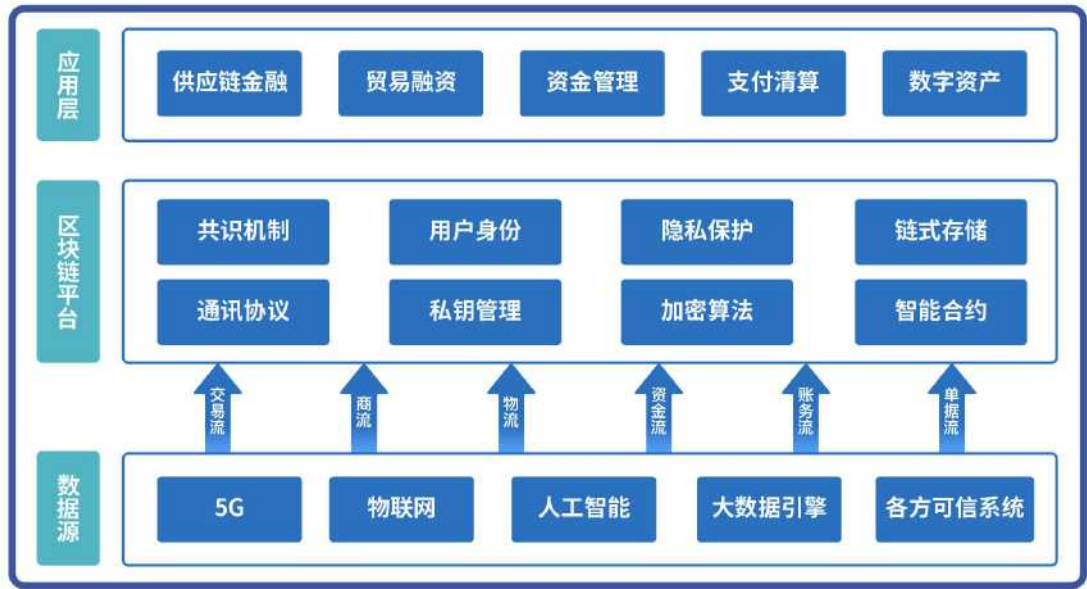 应用层
供应链金融
贸易融资
资金管理
支付清算
数字资产
区块链平台
共识机制
用户身份
隐私保护
链式存储
通讯协议
私钥管理
加密算法
智能合约
交易流
商流
物流
资金流
账务流
单据流
数据源
5G
物联网
人工智能
大数据引擎
各方可信系统